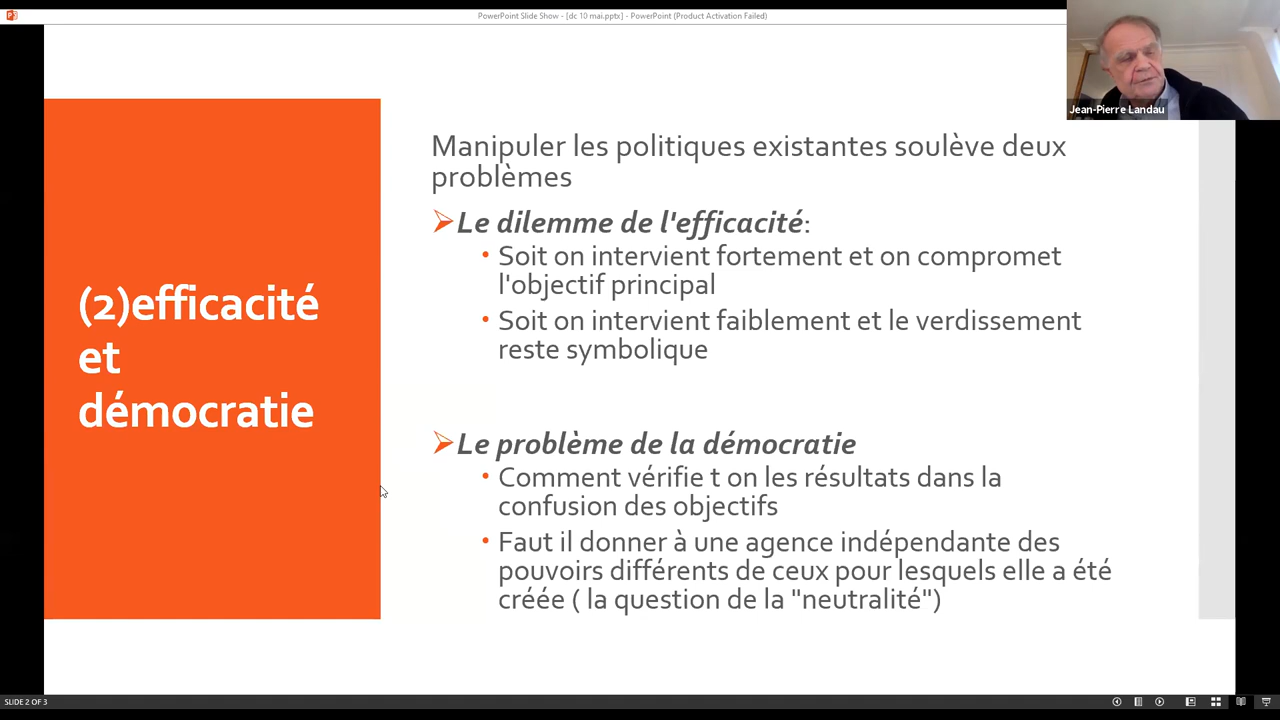 PowerPoint Slide Show - [dc 10 mai.pptx] - PowerPoint (Product Activation Failed)
Jean-Pierre Landau
(2)efficacité
et
démocratie
Manipuler les politiques existantes soulève deux
problèmes
Le dilemme de l'efficacité:
• Soit on intervient fortement et on compromet
l'objectif principal
• Soit on intervient faiblement et le verdissement
reste symbolique
Le problème de la démocratie
• Comment vérifie t on les résultats dans la
confusion des objectifs
• Faut il donner à une agence indépendante des
pouvoirs différents de ceux pour lesquels elle a été
créée ( la question de la "neutralité")
SLIDE 2 OF 3